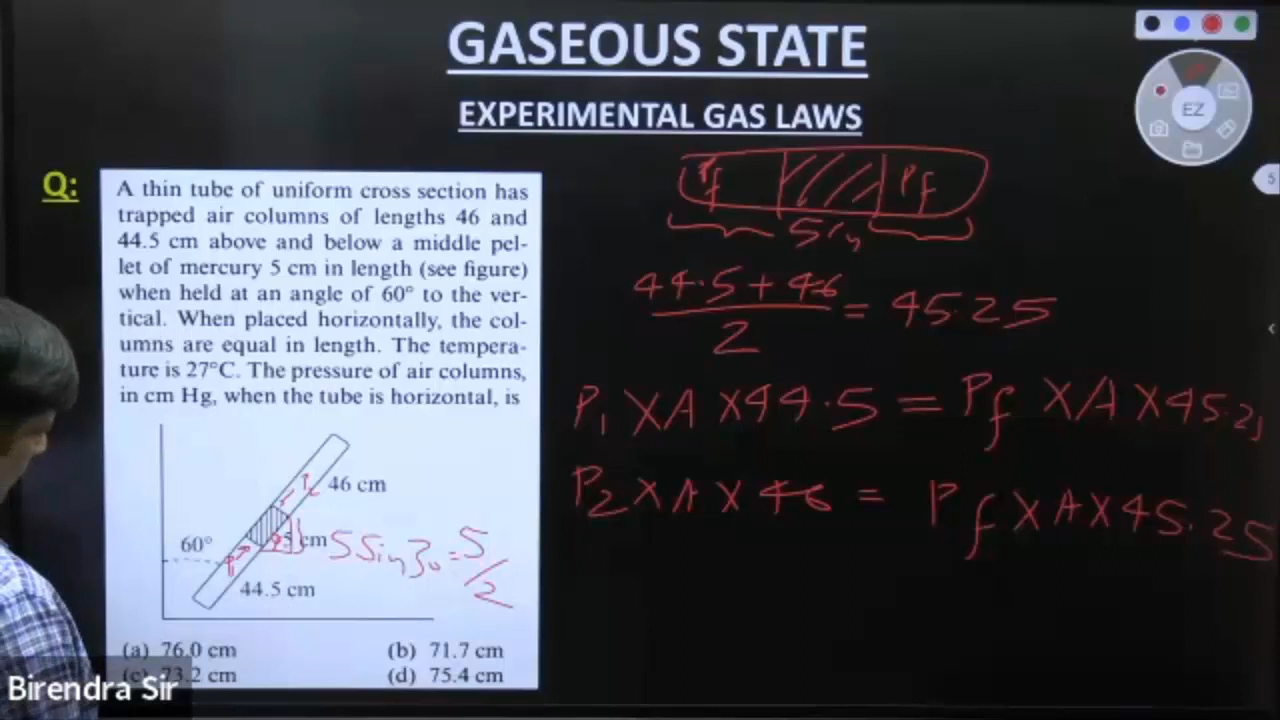 GASEOUS STATE
EXPERIMENTAL GAS LAWS
EZ
5
Q:
A thin tube of uniform cross section has
trapped air columns of lengths 46 and
44.5 cm above and below a middle pel-
let of mercury 5 cm in length (see figure)
when held at an angle of 60° to the ver-
tical. When placed horizontally, the col-
umns are equal in length. The tempera-
ture is 27°C. The pressure of air columns,
in cm Hg, when the tube is horizontal, is
46 cm
60°
5 cm
44.5 cm
5 Sin 30 = 5/2
(a) 76.0 cm
(b) 71.7 cm
(c) 73.2 cm
(d) 75.4 cm
Pf Pf
44.5 + 46 / 2 = 45.25
P1 X A X 44.5 = Pf X A X 45.25
P2 X A X 46 = Pf X A X 45.25
Birendra Sir